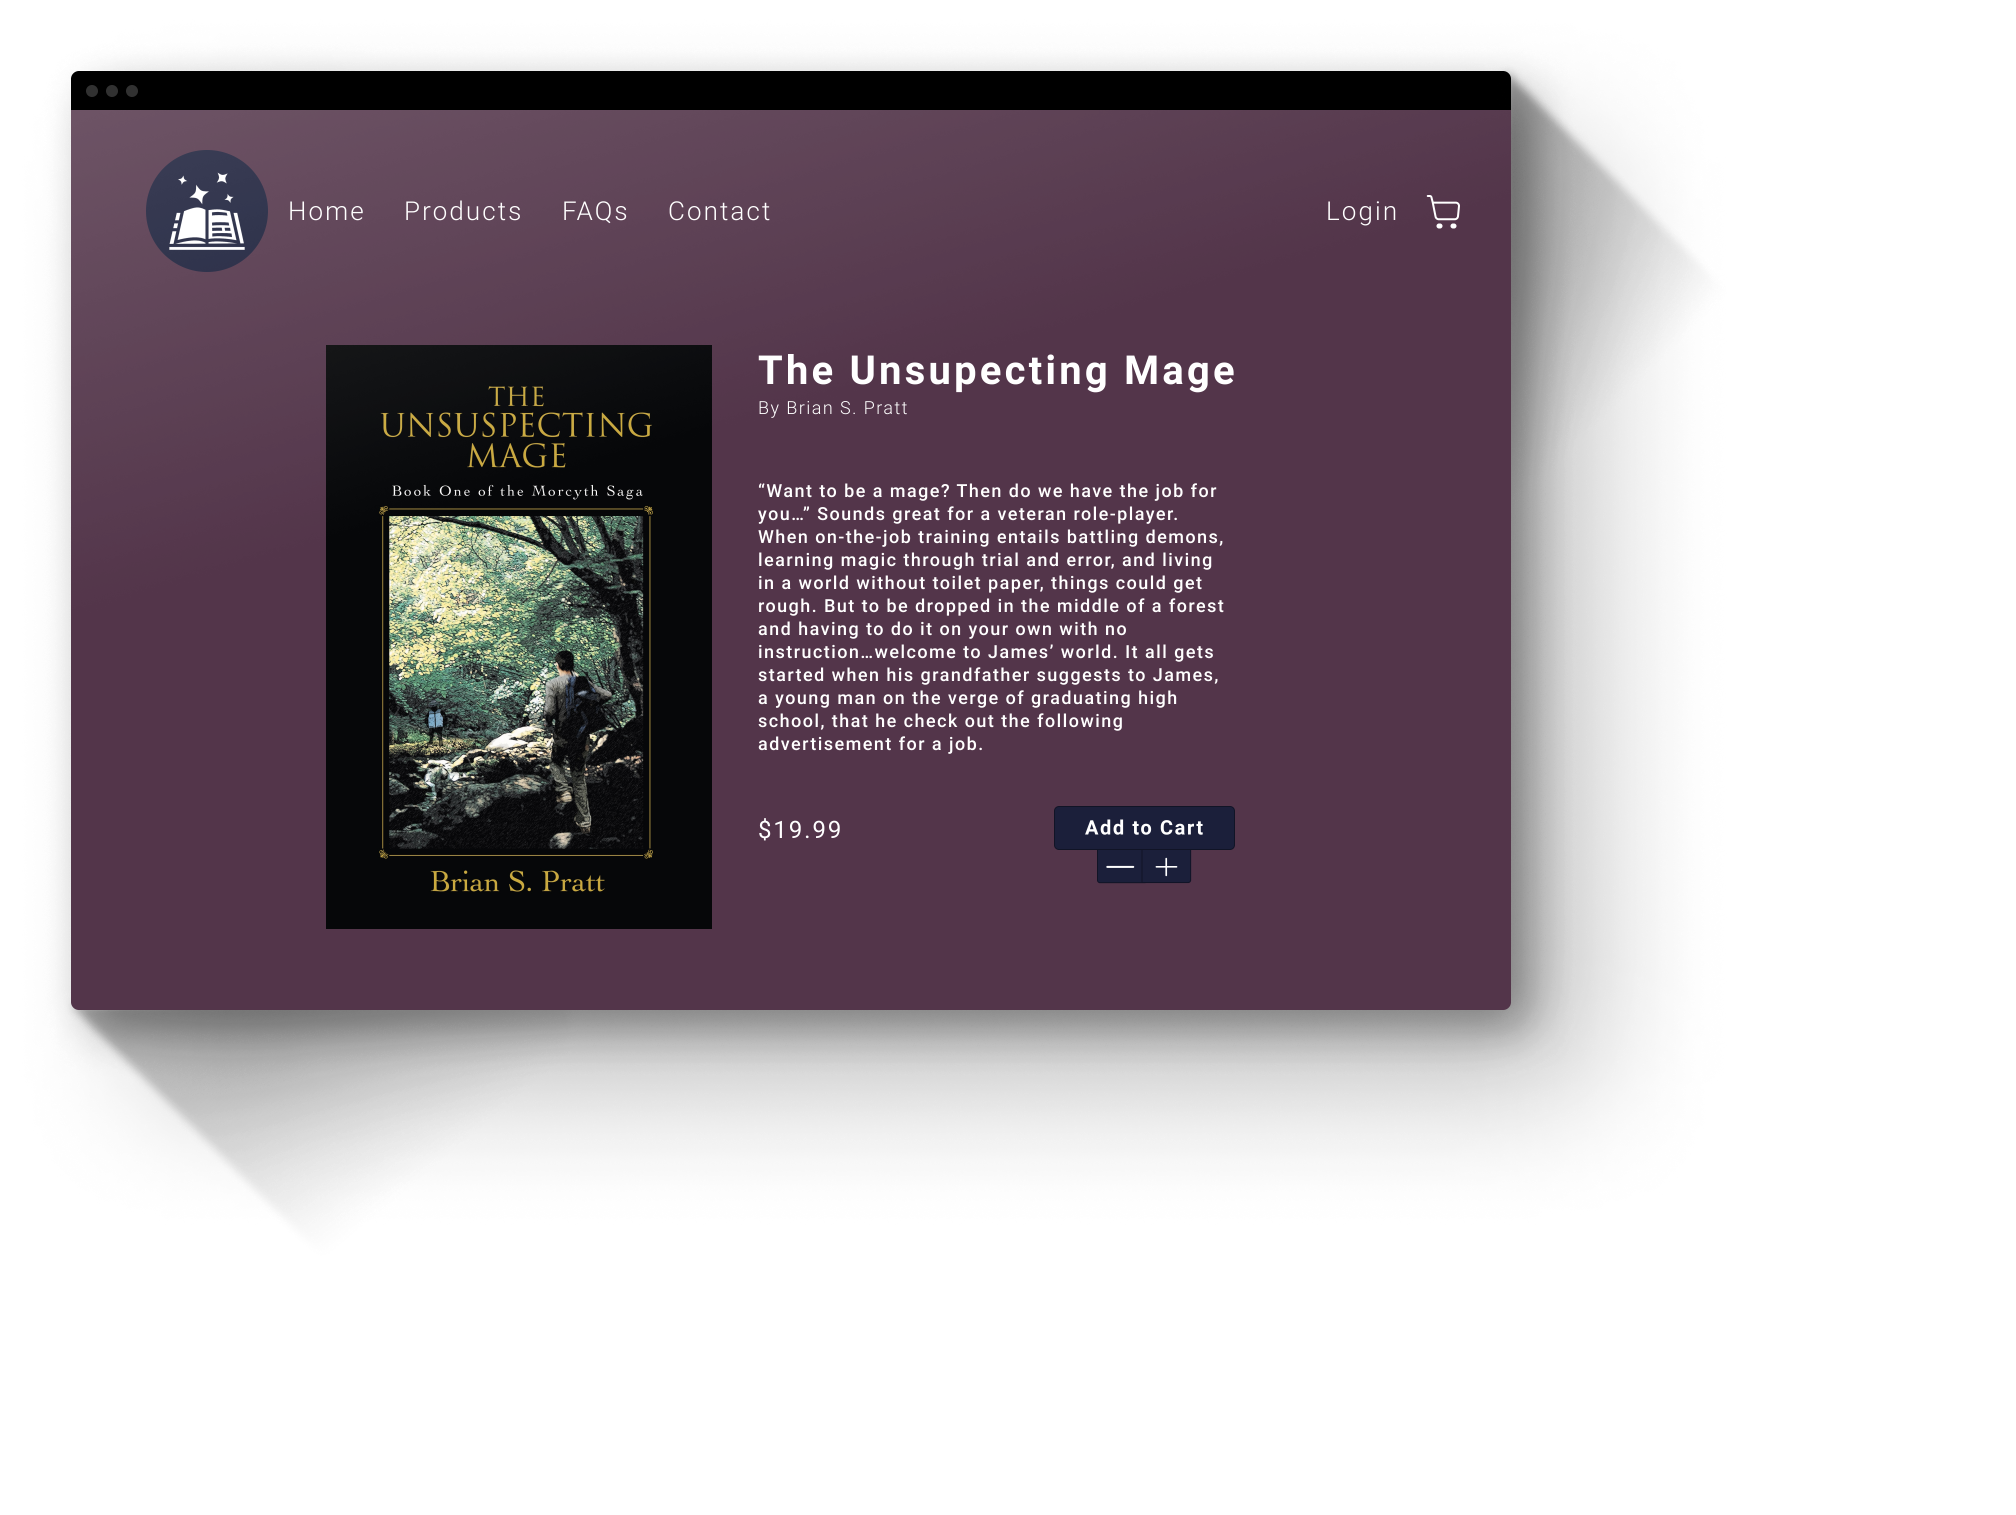 Home Products FAQs Contact Login
THE
UNSUSPECTING
MAGE
Book One of the Morcyth Saga
Brian S. Pratt
The Unsupecting Mage
By Brian S. Pratt
“Want to be a mage? Then do we have the job for
you…” Sounds great for a veteran role-player.
When on-the-job training entails battling demons,
learning magic through trial and error, and living
in a world without toilet paper, things could get
rough. But to be dropped in the middle of a forest
and having to do it on your own with no
instruction…welcome to James’ world. It all gets
started when his grandfather suggests to James,
a young man on the verge of graduating high
school, that he check out the following
advertisement for a job.
$19.99
Add to Cart